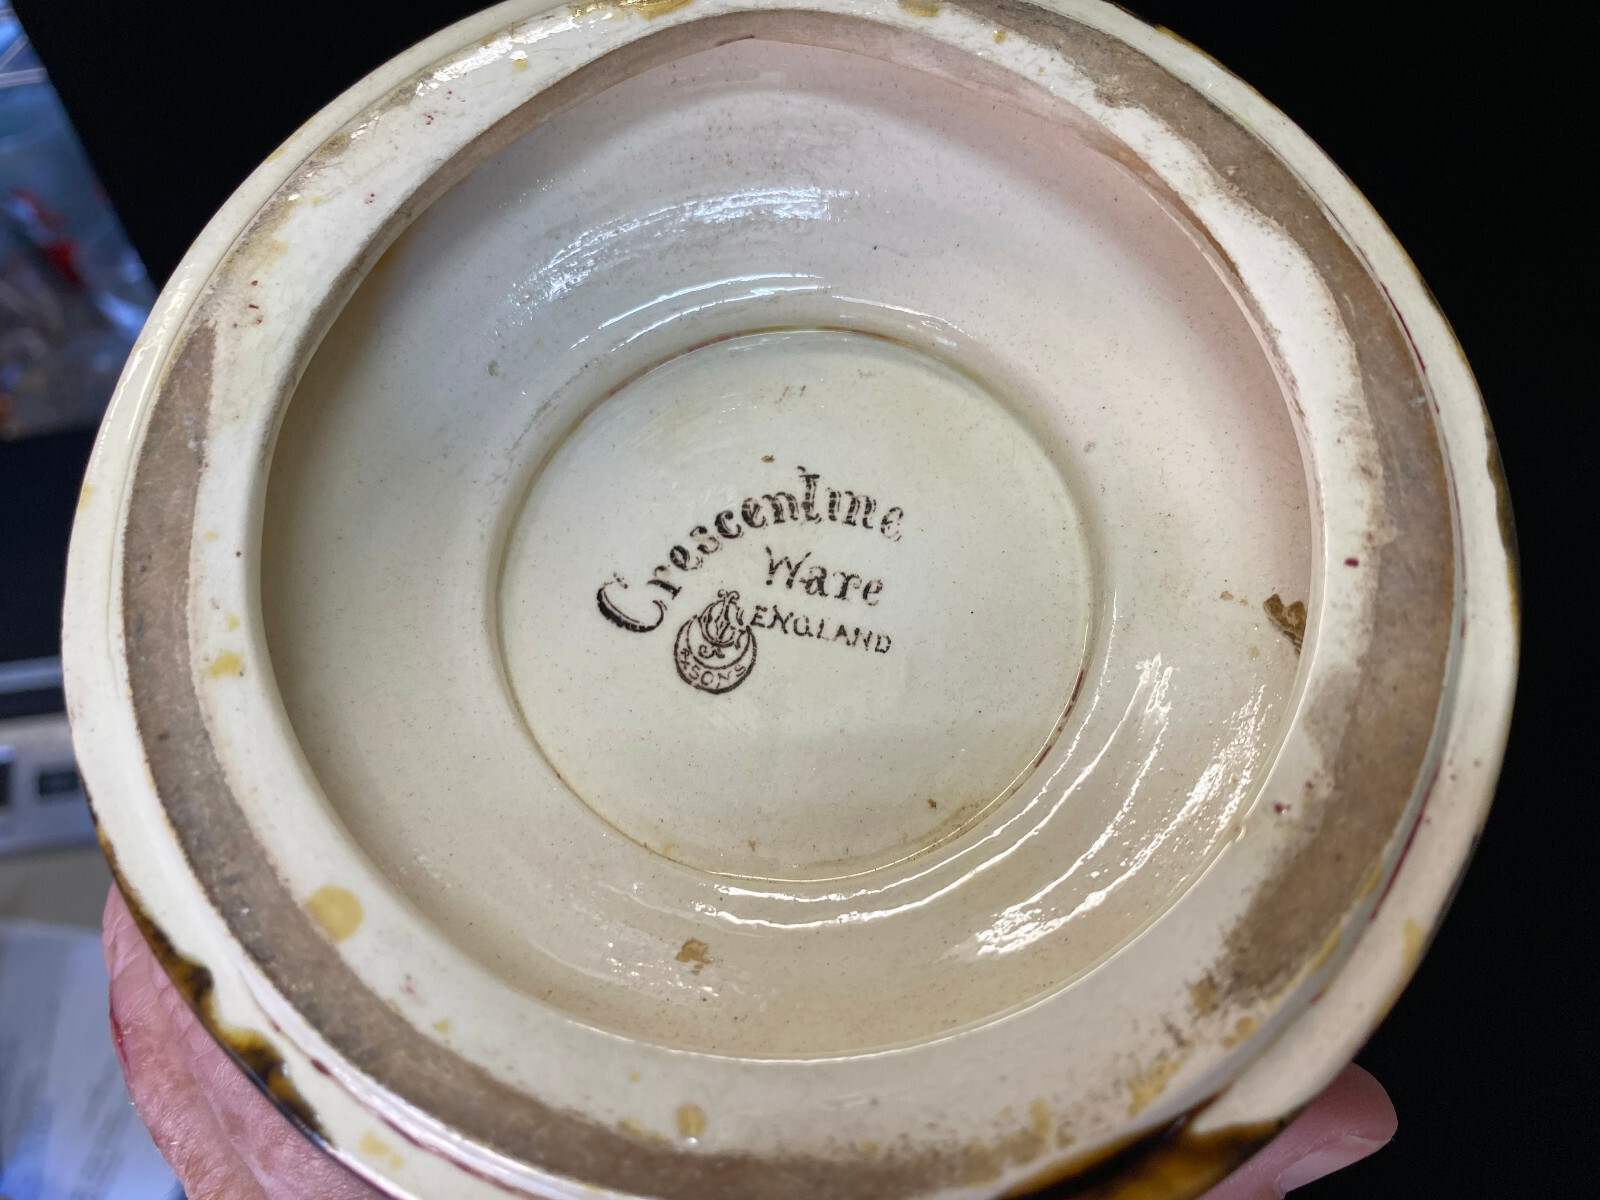 Crescentine
Ware
ENGLAND
& SONS